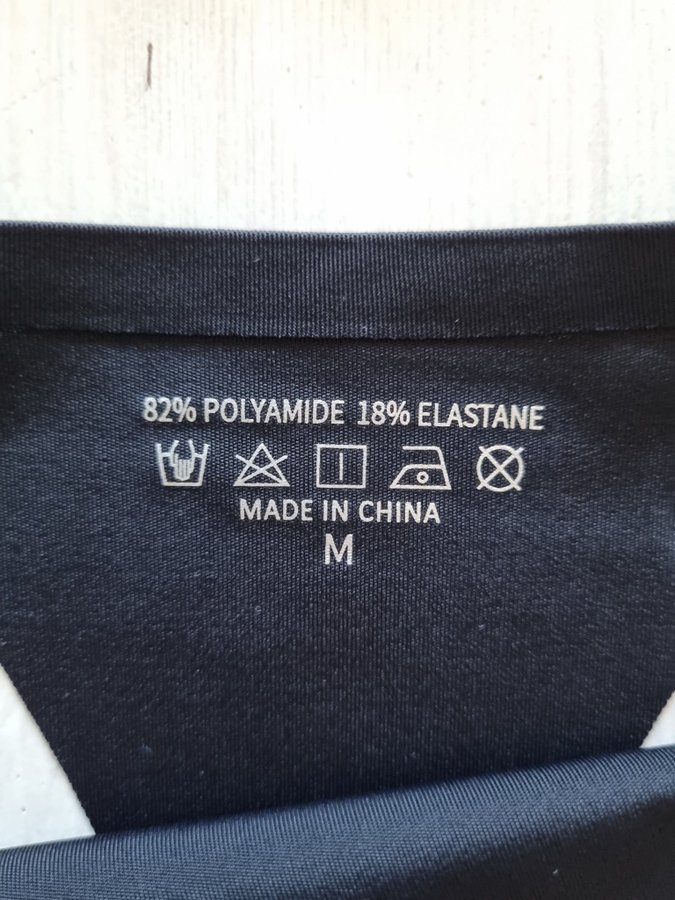 82% POLYAMIDE 18% ELASTANE
MADE IN CHINA
M